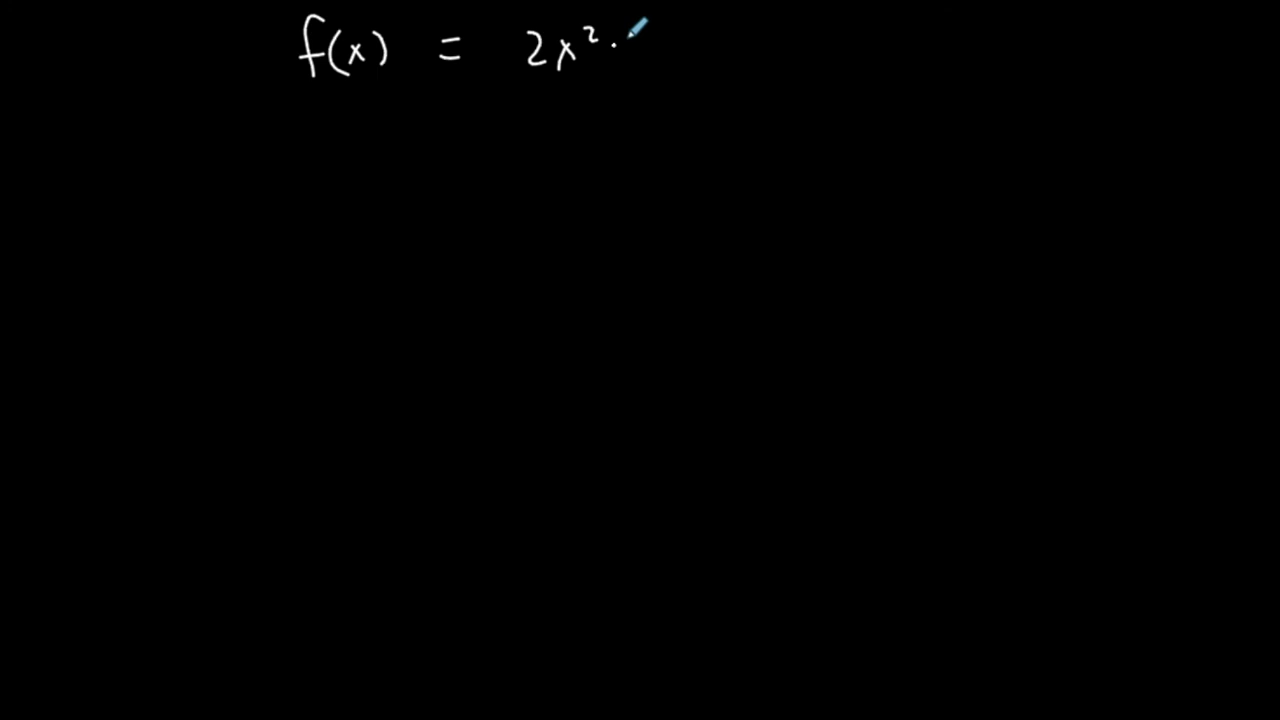 f(x) = 2x².